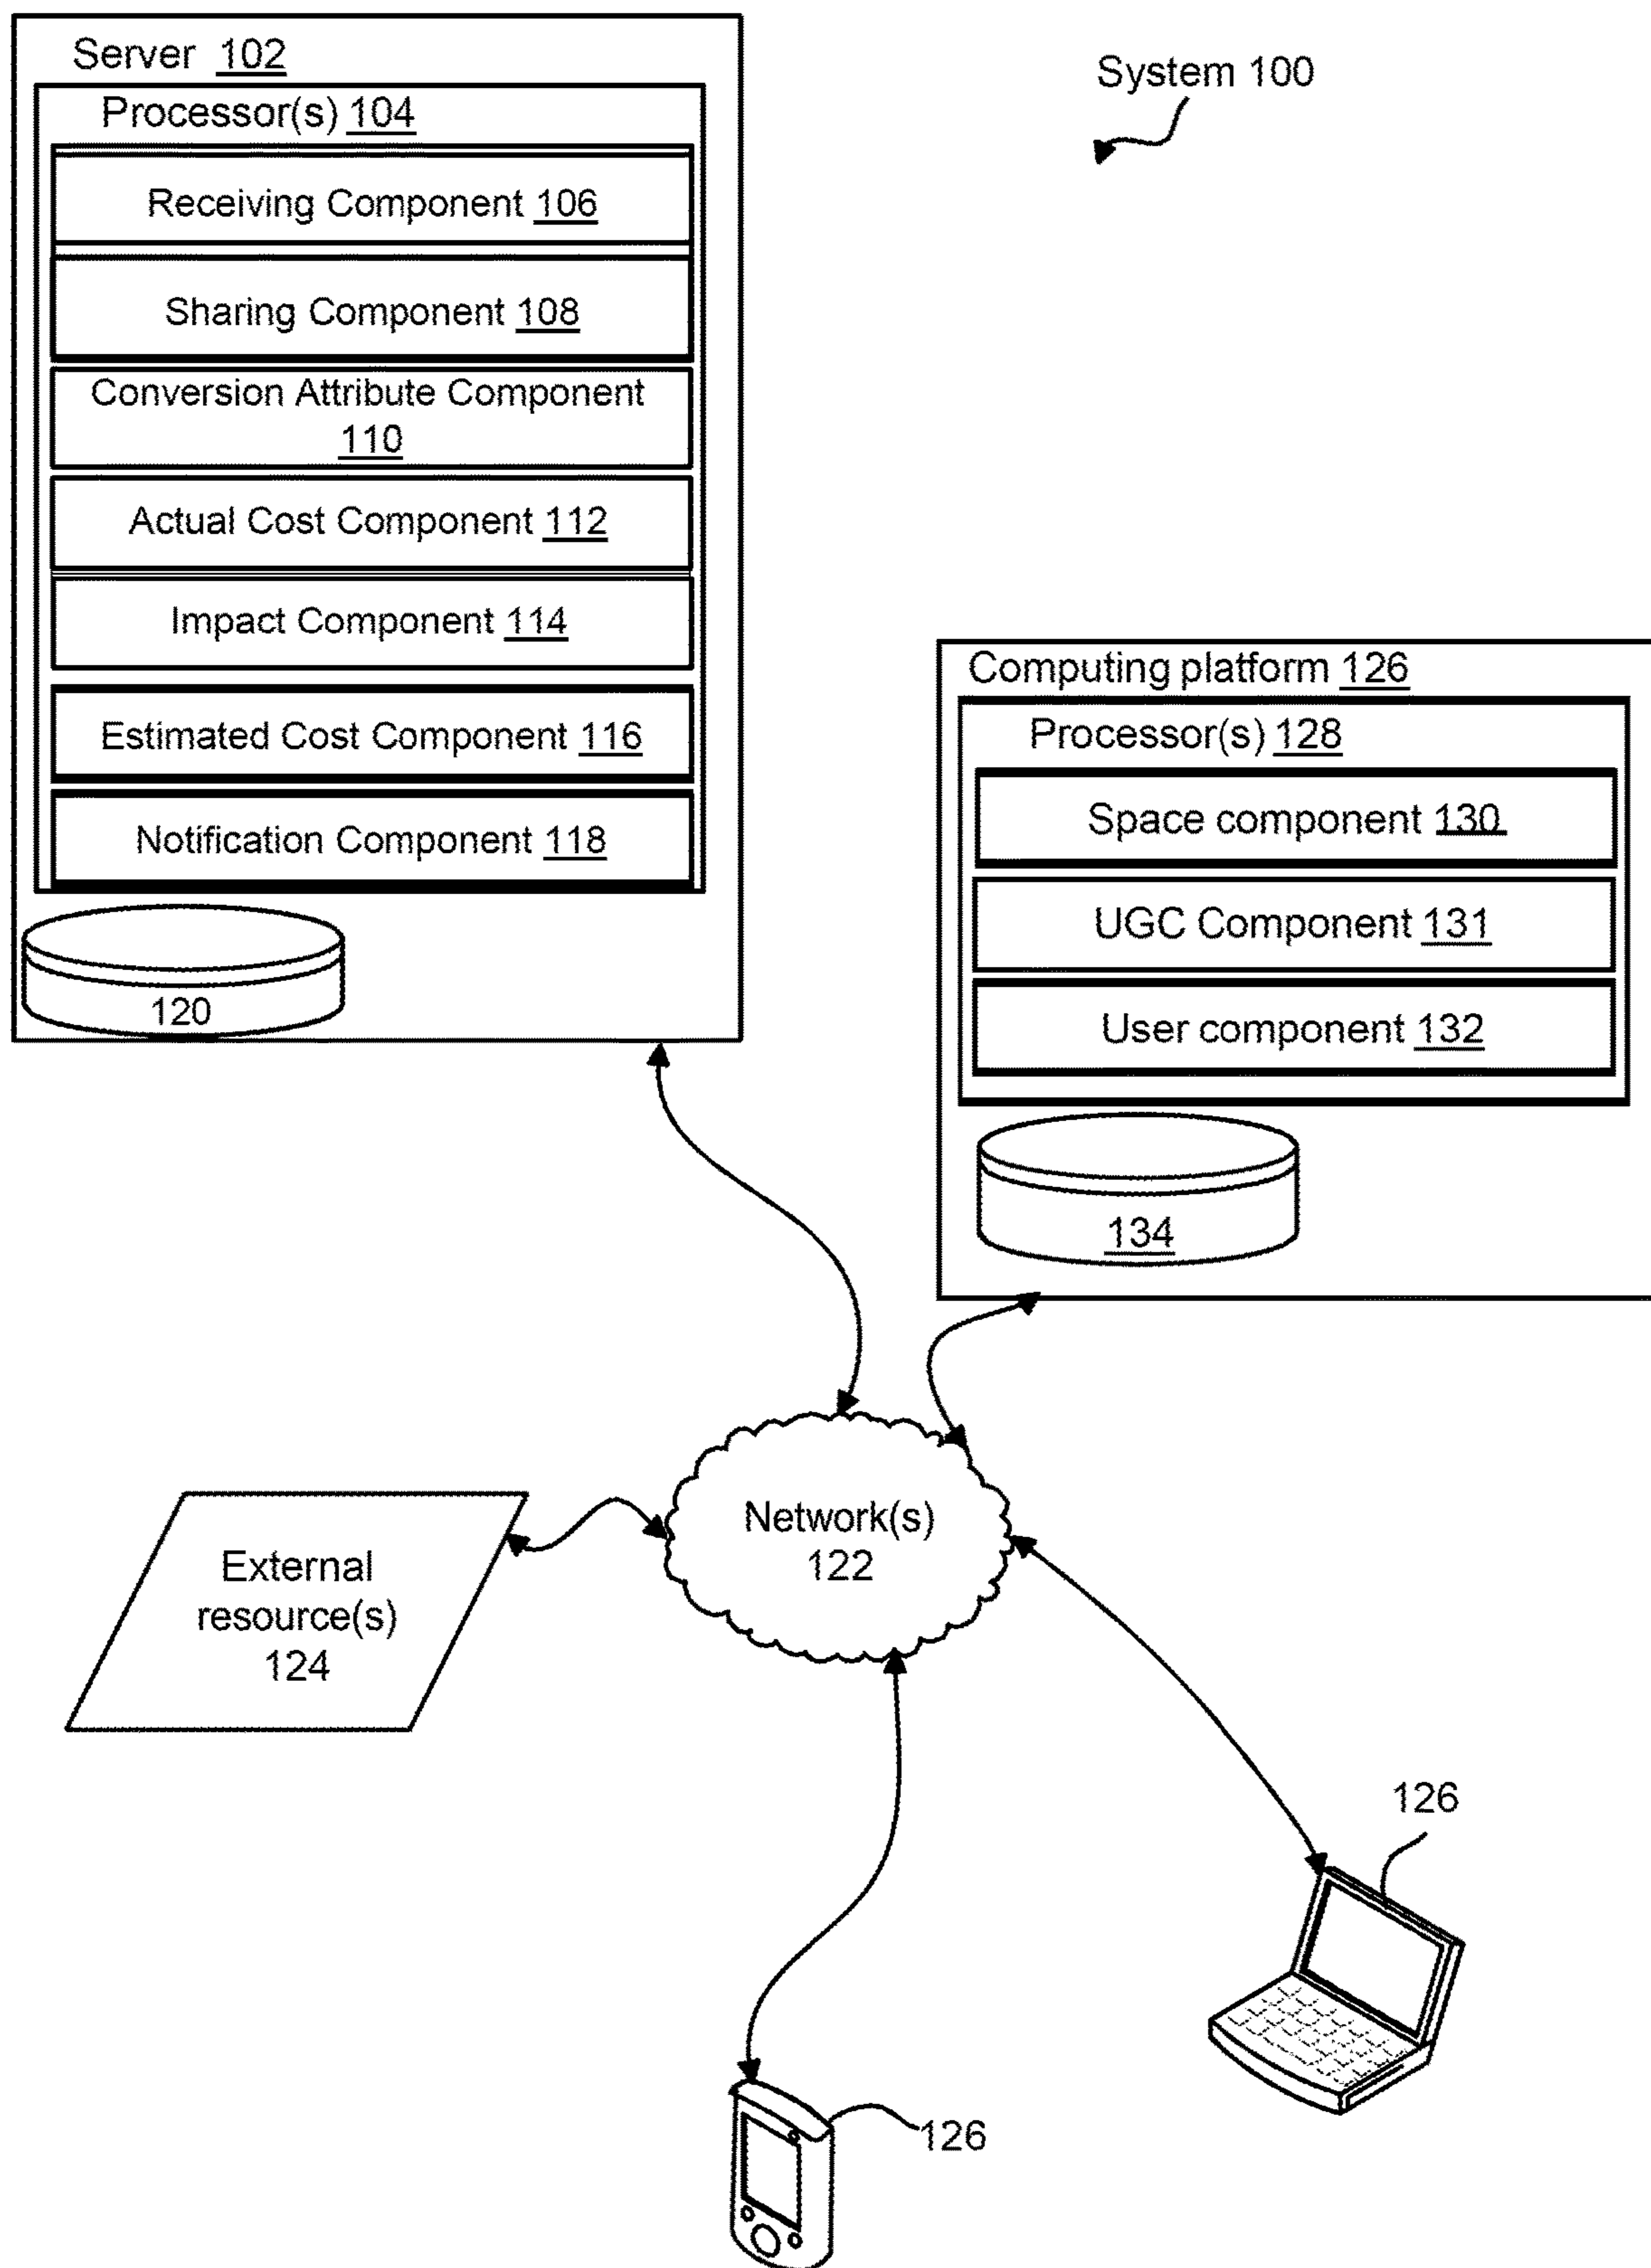 Server 102
System 100
Processor(s) 104
Receiving Component 106
Sharing Component 108
Conversion Attribute Component
110
Actual Cost Component 112
Impact Component 114
Estimated Cost Component 116
Notification Component 118
120
Computing platform 126
Processor(s) 128
Space component 130
UGC Component 131
User component 132
134
Network(s)
122
External
resource(s)
124
126
126